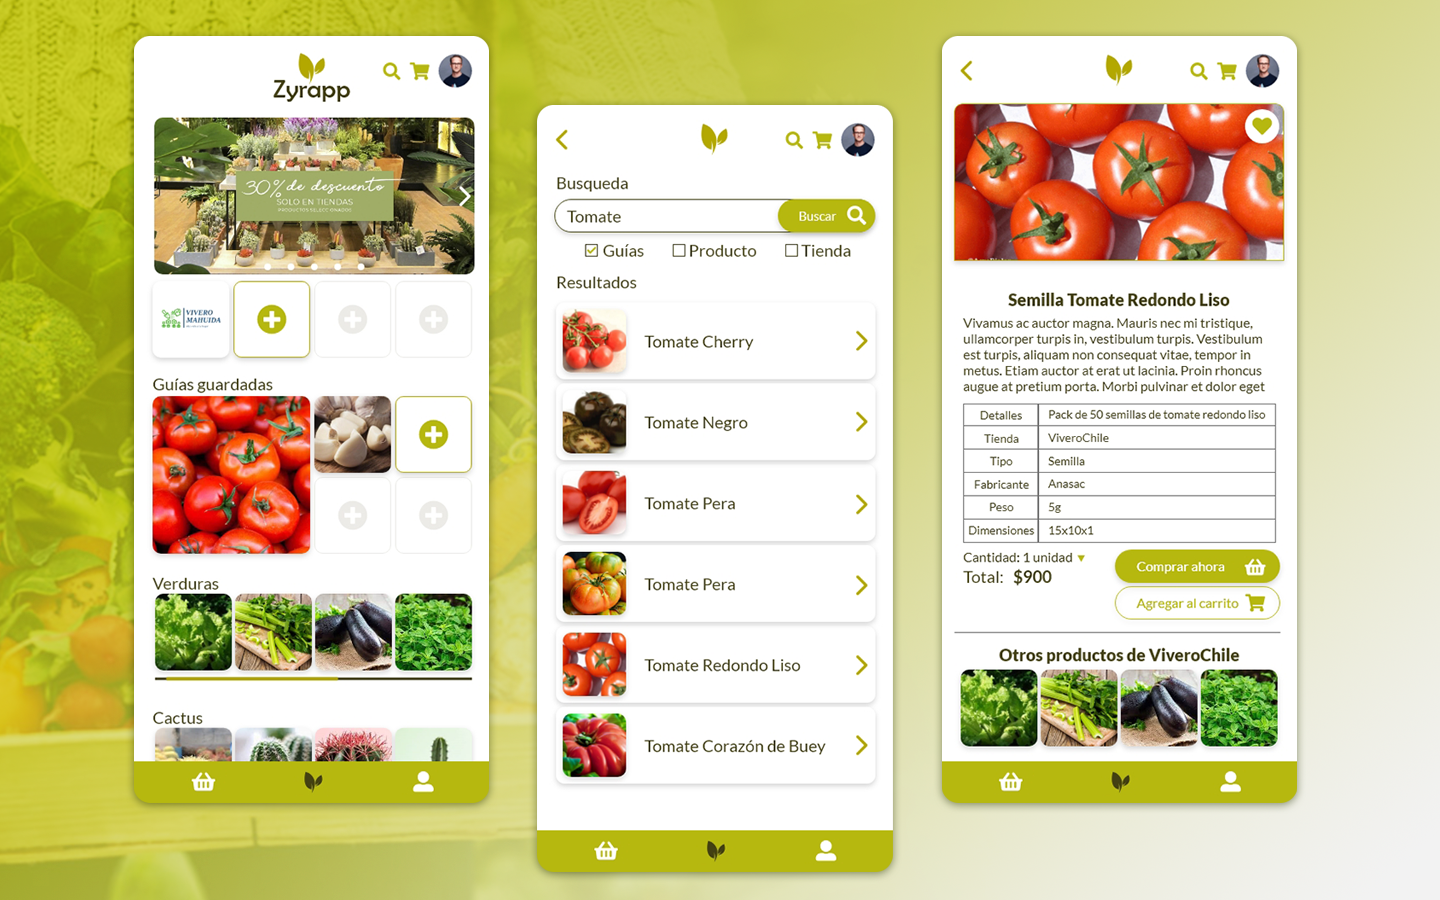 Zyrapp
30% de descuento
SOLO EN TIENDAS
PRODUCTOS SELECCIONADOS
VIVERO
MAHUIDA
Guías guardadas
Verduras
Cactus
Busqueda
Tomate
Buscar
Guías
Producto
Tienda
Resultados
Tomate Cherry
Tomate Negro
Tomate Pera
Tomate Pera
Tomate Redondo Liso
Tomate Corazón de Buey
Semilla Tomate Redondo Liso
Vivamus ac auctor magna. Mauris nec mi tristique,
ullamcorper turpis in, vestibulum turpis. Vestibulum
est turpis, aliquam non consequat vitae, tempor in
metus. Etiam auctor at erat ut lacinia. Proin rhoncus
augue at pretium porta. Morbi pulvinar et dolor eget
Detalles Pack de 50 semillas de tomate redondo liso
Tienda ViveroChile
Tipo Semilla
Fabricante Anasac
Peso 5g
Dimensiones 15x10x1
Cantidad: 1 unidad
Total: $900
Comprar ahora
Agregar al carrito
Otros productos de ViveroChile